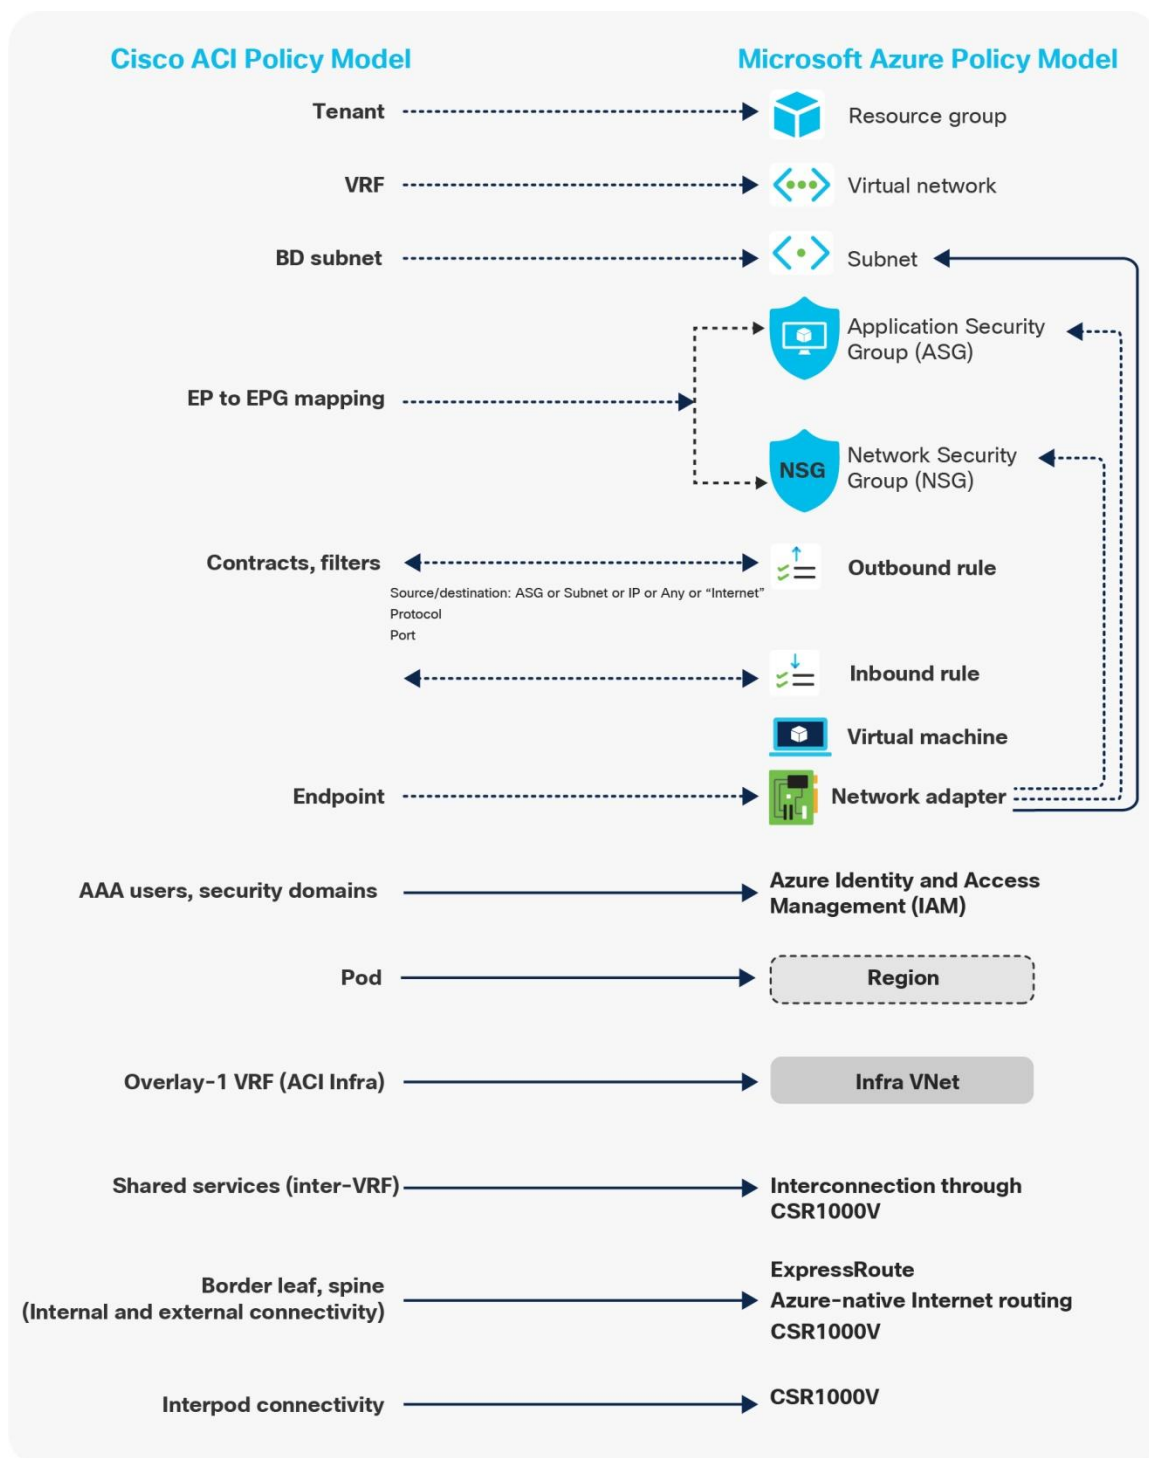 Cisco ACI Policy Model
Microsoft Azure Policy Model
Tenant
Resource group
VRF
Virtual network
BD subnet
Subnet
Application Security
Group (ASG)
EP to EPG mapping
NSG
Network Security
Group (NSG)
Contracts, filters
Outbound rule
Source/destination: ASG or Subnet or IP or Any or “Internet”
Protocol
Port
Inbound rule
Virtual machine
Endpoint
Network adapter
AAA users, security domains
Azure Identity and Access
Management (IAM)
Pod
Region
Overlay-1 VRF (ACI Infra)
Infra VNet
Shared services (inter-VRF)
Interconnection through
CSR1000V
Border leaf, spine
(Internal and external connectivity)
ExpressRoute
Azure-native Internet routing
CSR1000V
Interpod connectivity
CSR1000V